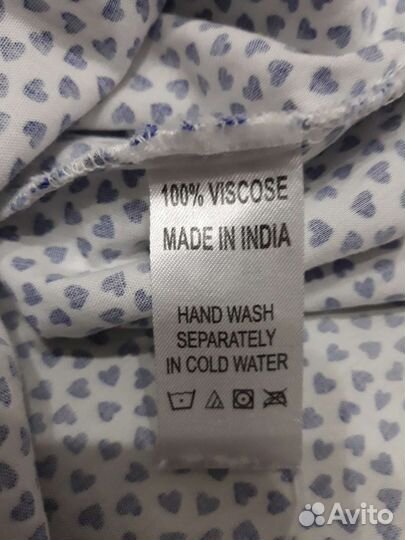 100% VISCOSE
MADE IN INDIA
HAND WASH
SEPARATELY
IN COLD WATER
Avito